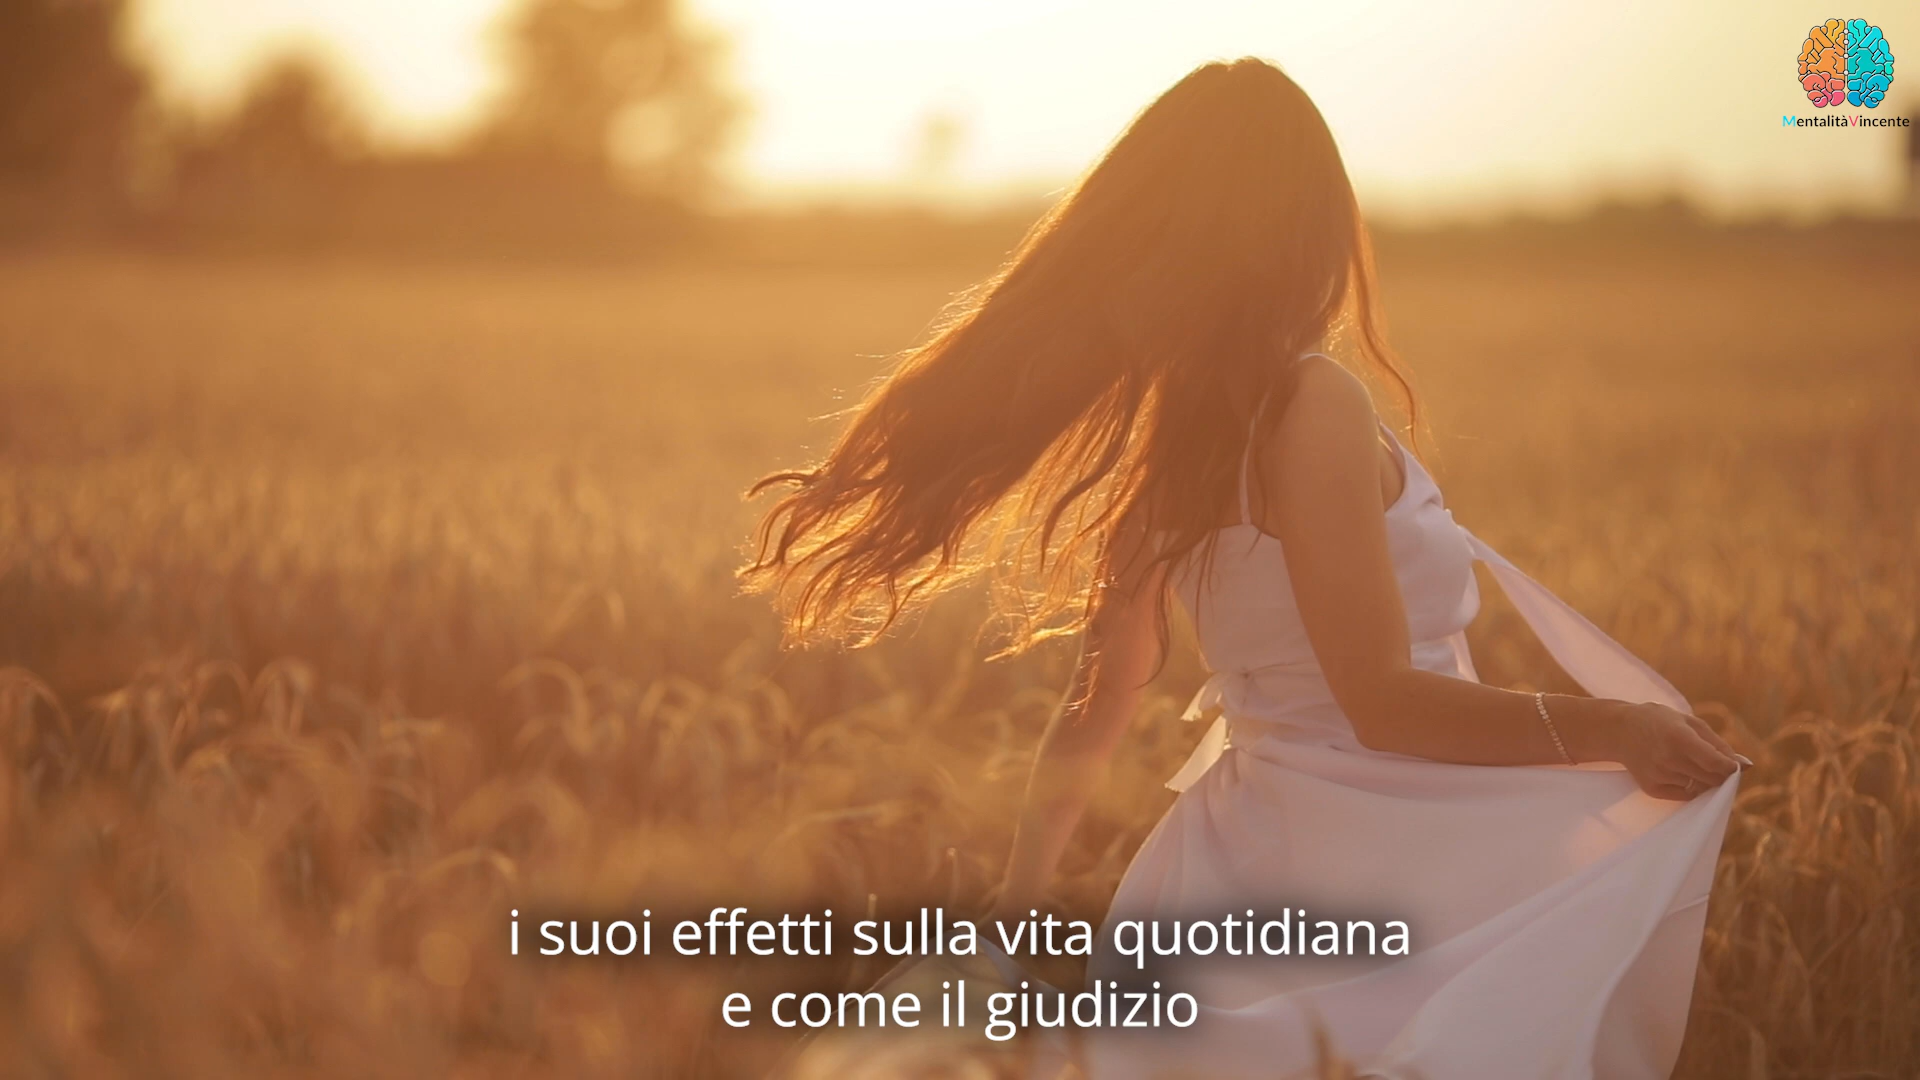 MentalitàVincente
i suoi effetti sulla vita quotidiana
e come il giudizio